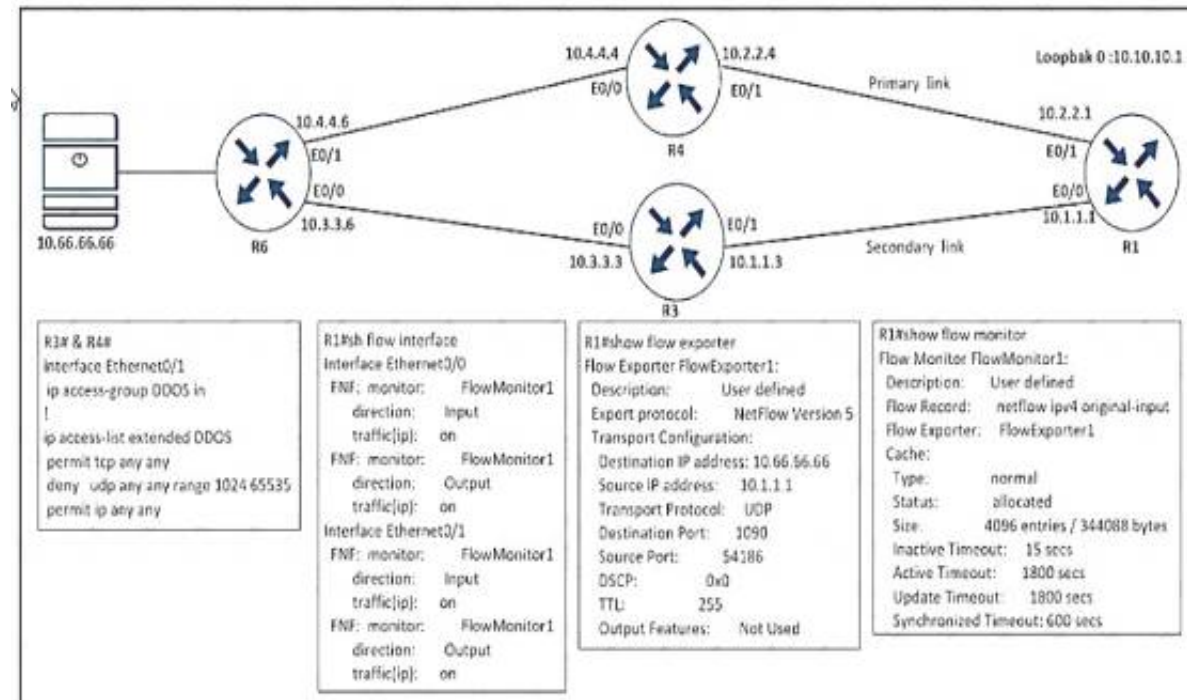 10.4.4.4
10.2.2.4
Loopbak 0 :10.10.10.1
E0/0
E0/1
Primary link
10.4.4.6
10.2.2.1
E0/1
R4
E0/1
E0/0
E0/0
E0/0
E0/1
10.3.3.6
10.1.1.1
10.66.66.66
R6
10.3.3.3
10.1.1.3
Secondary link
R1
R3
R3# & R4#
interface Ethernet0/1
ip access-group DDOS in
!
ip access-list extended DDOS
permit tcp any any
deny udp any any range 1024 65535
permit ip any any
R1#sh flow interface
Interface Ethernet0/0
FNF: monitor: FlowMonitor1
direction: Input
traffic(ip): on
FNF: monitor: FlowMonitor1
direction: Output
traffic(ip): on
Interface Ethernet0/1
FNF: monitor: FlowMonitor1
direction: Input
traffic(ip): on
FNF: monitor: FlowMonitor1
direction: Output
traffic(ip): on
R1#show flow exporter
Flow Exporter FlowExporter1:
Description: User defined
Export protocol: NetFlow Version 5
Transport Configuration:
Destination IP address: 10.66.66.66
Source IP address: 10.1.1.1
Transport Protocol: UDP
Destination Port: 1090
Source Port: 54186
DSCP: 0x0
TTL: 255
Output Features: Not Used
R1#show flow monitor
Flow Monitor FlowMonitor1:
Description: User defined
Flow Record: netflow ipv4 original-input
Flow Exporter: FlowExporter1
Cache:
Type: normal
Status: allocated
Size: 4096 entries / 344088 bytes
Inactive Timeout: 15 secs
Active Timeout: 1800 secs
Update Timeout: 1800 secs
Synchronized Timeout: 600 secs